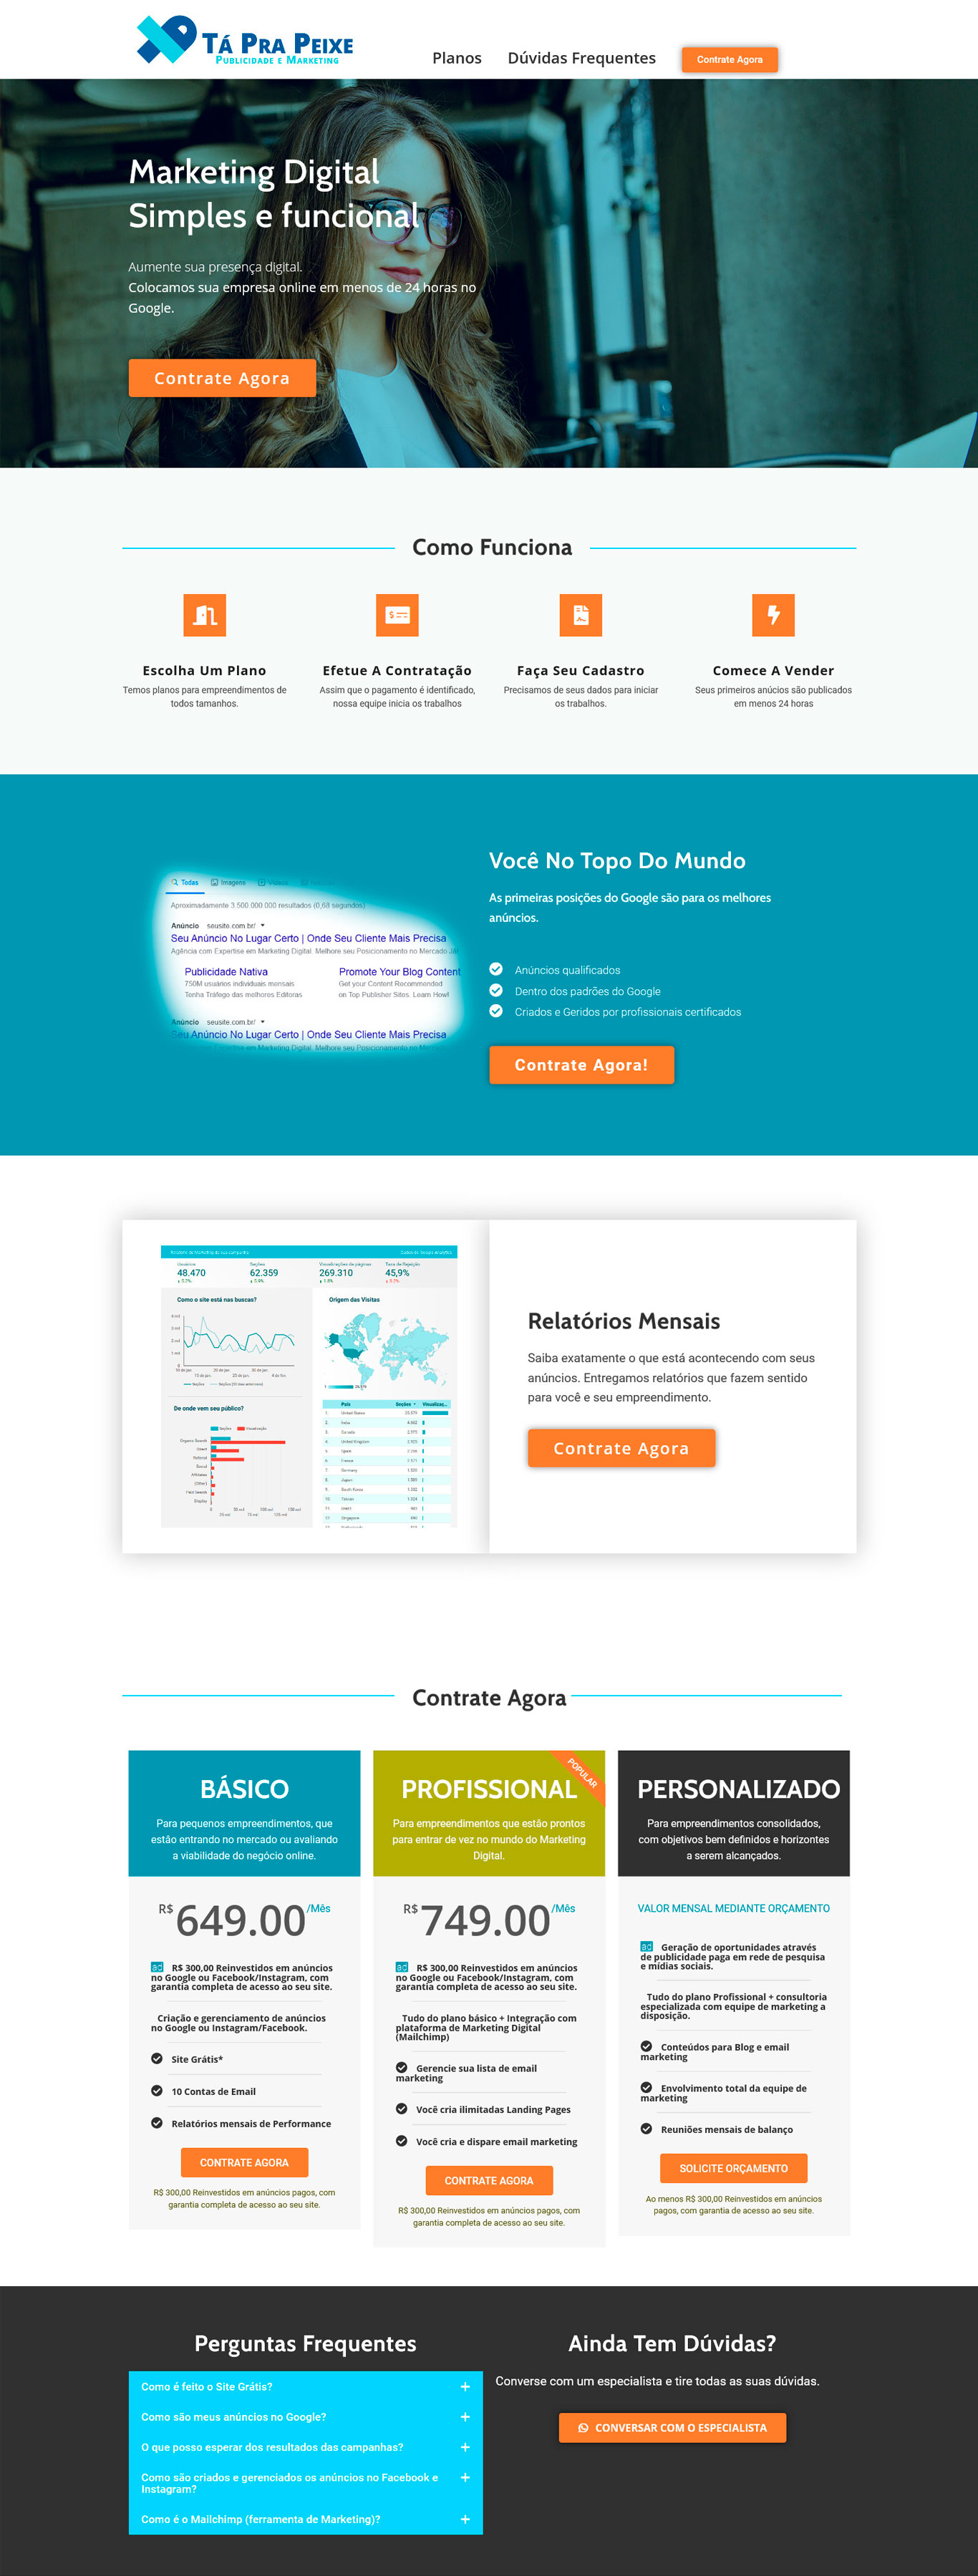 TÁ PRA PEIXE
PUBLICIDADE E MARKETING
Planos
Dúvidas Frequentes
Contrate Agora
Marketing Digital
Simples e funcional
Aumente sua presença digital.
Colocamos sua empresa online em menos de 24 horas no
Google.
Contrate Agora
Como Funciona
Escolha Um Plano
Temos planos para empreendimentos de
todos tamanhos.
Efetue A Contratação
Assim que o pagamento é identificado,
nossa equipe inicia os trabalhos
Faça Seu Cadastro
Precisamos de seus dados para iniciar
os trabalhos.
Comece A Vender
Seus primeiros anúcios são publicados
em menos 24 horas
Todas Imagens
Aproximadamente 3.500.000.000 resultados (0,68 segundos)
Anúncio seusite.com.br/
Seu Anúncio No Lugar Certo | Onde Seu Cliente Mais Precisa
Agência com Expertise em Marketing Digital. Melhore seu Posicionamento no Mercado
Publicidade Nativa
750M usuários individuais mensais.
Tenha Tráfego das melhores Editoras
Promote Your Blog Content
Get your Content Recommended
on Top Publisher Sites. Learn How!
Anúncio seusite.com.br/
Seu Anúncio No Lugar Certo | Onde Seu Cliente Mais Precisa
Expertise em Marketing Digital. Melhore seu Posicionamento no
Você No Topo Do Mundo
As primeiras posições do Google são para os melhores
anúncios.
Anúncios qualificados
Dentro dos padrões do Google
Criados e Geridos por profissionais certificados
Contrate Agora!
48.470
62.359
269.310
45,9%
Como o site está nas buscas?
Origem das Visitas
De onde vem seu público?
Relatórios Mensais
Saiba exatamente o que está acontecendo com seus
anúncios. Entregamos relatórios que fazem sentido
para você e seu empreendimento.
Contrate Agora
Contrate Agora
BÁSICO
Para pequenos empreendimentos, que
estão entrando no mercado ou avaliando
a viabilidade do negócio online.
R$ 649.00 /Mês
R$ 300,00 Reinvestidos em anúncios
no Google ou Facebook/Instagram, com
garantia completa de acesso ao seu site.
Criação e gerenciamento de anúncios
no Google ou Instagram/Facebook.
Site Grátis*
10 Contas de Email
Relatórios mensais de Performance
CONTRATE AGORA
R$ 300,00 Reinvestidos em anúncios pagos, com
garantia completa de acesso ao seu site.
POPULAR
PROFISSIONAL
Para empreendimentos que estão prontos
para entrar de vez no mundo do Marketing
Digital.
R$ 749.00 /Mês
R$ 300,00 Reinvestidos em anúncios
no Google ou Facebook/Instagram, com
garantia completa de acesso ao seu site.
Tudo do plano básico + Integração com
plataforma de Marketing Digital
(Mailchimp)
Gerencie sua lista de email
marketing
Você cria ilimitadas Landing Pages
Você cria e dispare email marketing
CONTRATE AGORA
R$ 300,00 Reinvestidos em anúncios pagos, com
garantia completa de acesso ao seu site.
PERSONALIZADO
Para empreendimentos consolidados,
com objetivos bem definidos e horizontes
a serem alcançados.
VALOR MENSAL MEDIANTE ORÇAMENTO
Geração de oportunidades através
de publicidade paga em rede de pesquisa
e mídias sociais.
Tudo do plano Profissional + consultoria
especializada com equipe de marketing a
disposição.
Conteúdos para Blog e email
marketing
Envolvimento total da equipe de
marketing
Reuniões mensais de balanço
SOLICITE ORÇAMENTO
Ao menos R$ 300,00 Reinvestidos em anúncios
pagos, com garantia de acesso ao seu site.
Perguntas Frequentes
Como é feito o Site Grátis?
Como são meus anúncios no Google?
O que posso esperar dos resultados das campanhas?
Como são criados e gerenciados os anúncios no Facebook e
Instagram?
Como é o Mailchimp (ferramenta de Marketing)?
Ainda Tem Dúvidas?
Converse com um especialista e tire todas as suas dúvidas.
CONVERSAR COM O ESPECIALISTA